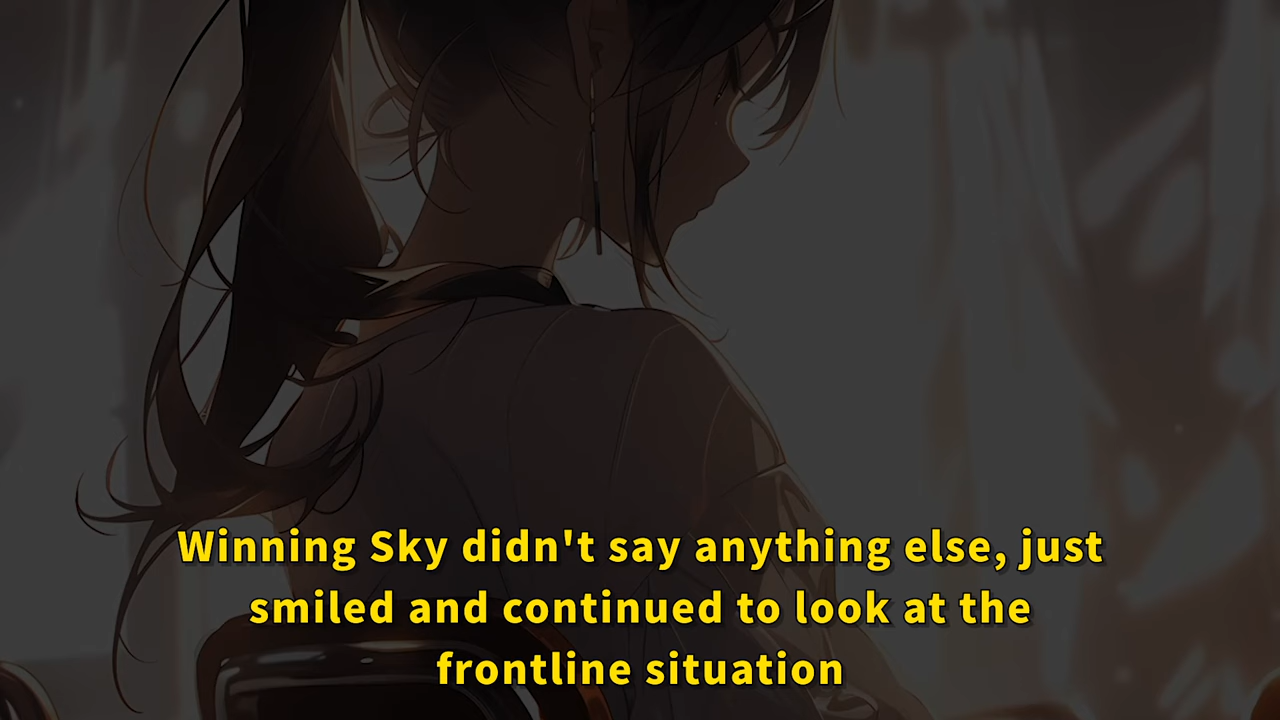 Winning Sky didn't say anything else, just
smiled and continued to look at the
frontline situation